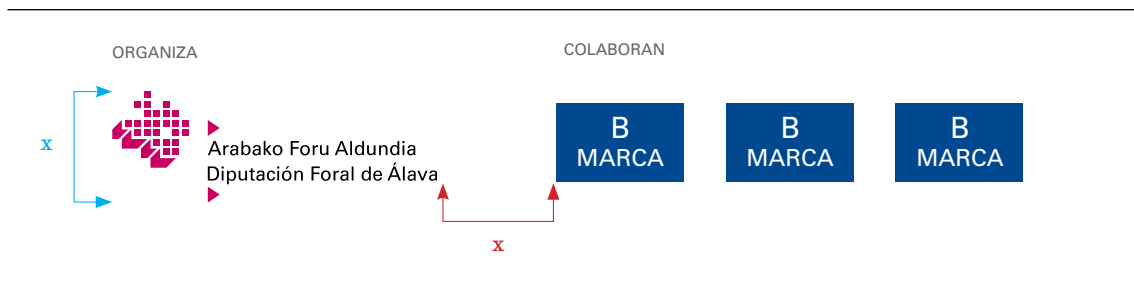 ORGANIZA
COLABORAN
x
Arabako Foru Aldundia
Diputación Foral de Álava
B
MARCA
B
MARCA
B
MARCA
x